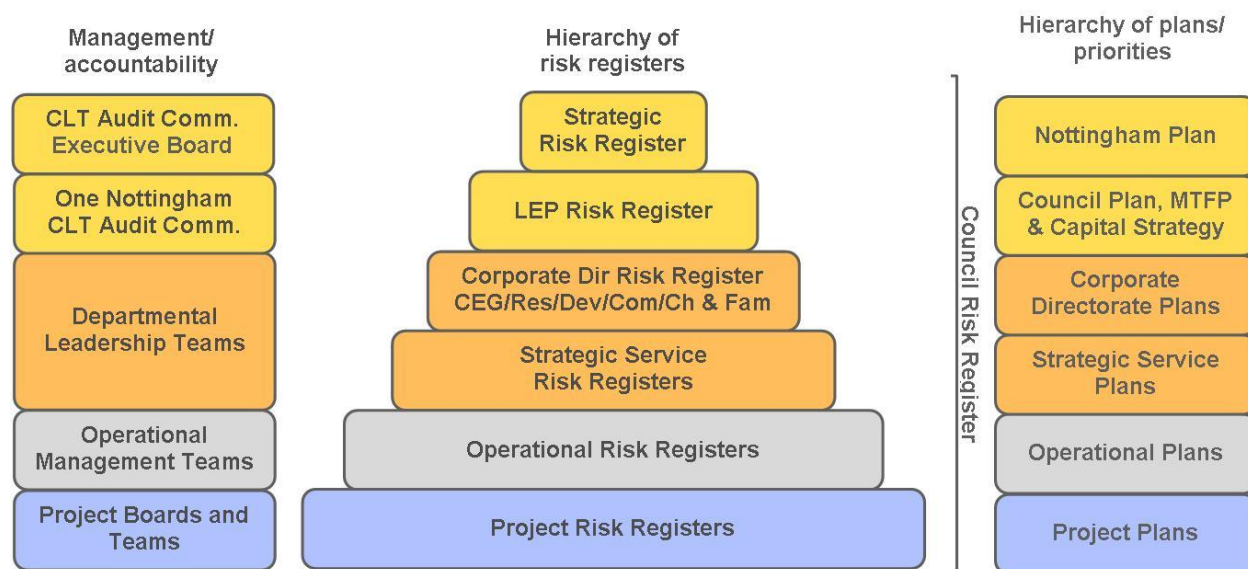 Management/
accountability
CLT Audit Comm.
Executive Board
One Nottingham
CLT Audit Comm.
Departmental
Leadership Teams
Operational
Management Teams
Project Boards and
Teams
Hierarchy of
risk registers
Strategic
Risk Register
LEP Risk Register
Corporate Dir Risk Register
CEG/Res/Dev/Com/Ch & Fam
Strategic Service
Risk Registers
Operational Risk Registers
Project Risk Registers
Council Risk Register
Hierarchy of plans/
priorities
Nottingham Plan
Council Plan, MTFP
& Capital Strategy
Corporate
Directorate Plans
Strategic Service
Plans
Operational Plans
Project Plans